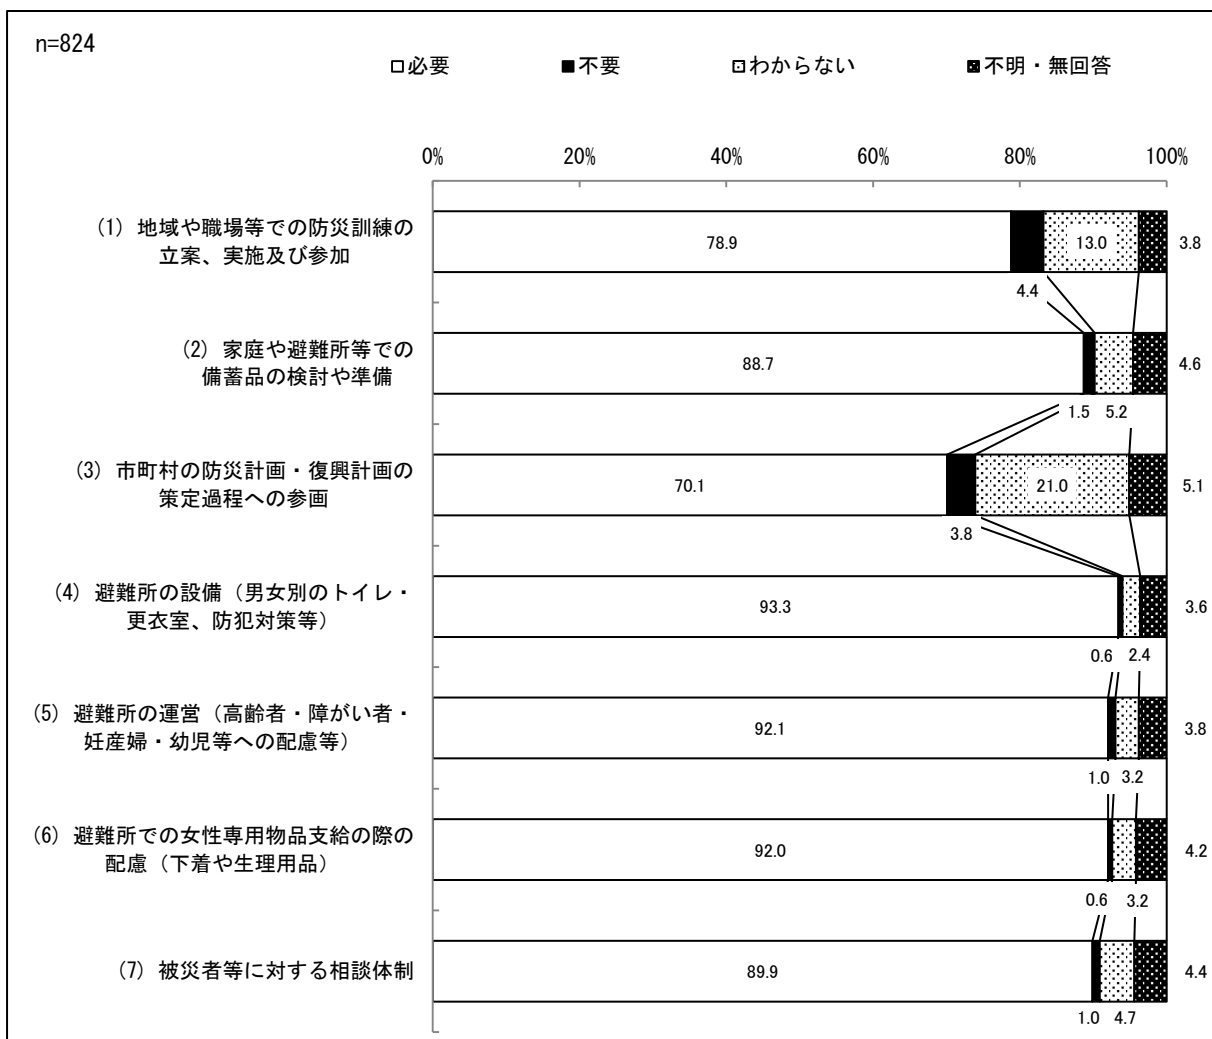 n=824
□必要 ■不要 □わからない ■不明・無回答
0% 20% 40% 60% 80% 100%
(1) 地域や職場等での防災訓練の
立案、実施及び参加
78.9 13.0 3.8
4.4
(2) 家庭や避難所等での
備蓄品の検討や準備
88.7 4.6
1.5 5.2
(3) 市町村の防災計画・復興計画の
策定過程への参画
70.1 21.0 5.1
3.8
(4) 避難所の設備（男女別のトイレ・
更衣室、防犯対策等）
93.3 3.6
0.6 2.4
(5) 避難所の運営（高齢者・障がい者・
妊産婦・幼児等への配慮等）
92.1 3.8
1.0 3.2
(6) 避難所での女性専用物品支給の際の
配慮（下着や生理用品）
92.0 4.2
0.6 3.2
(7) 被災者等に対する相談体制
89.9 4.4
1.0 4.7